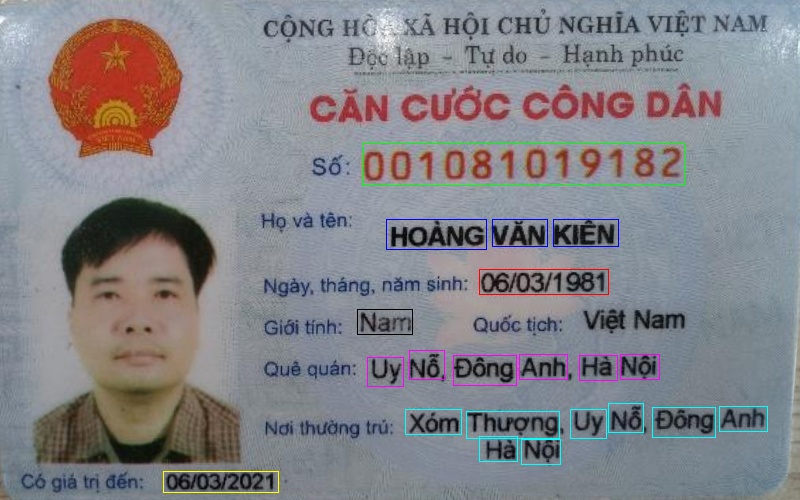 CỘNG HÒA XÃ HỘI CHỦ NGHĨA VIỆT NAM
Độc lập - Tự do - Hạnh phúc
CĂN CƯỚC CÔNG DÂN
Số: 001081019182
Họ và tên: HOÀNG VĂN KIÊN
Ngày, tháng, năm sinh: 06/03/1981
Giới tính: Nam Quốc tịch: Việt Nam
Quê quán: Uy Nỗ, Đông Anh, Hà Nội
Nơi thường trú: Xóm Thượng, Uy Nỗ, Đông Anh
Hà Nội
Có giá trị đến: 06/03/2021